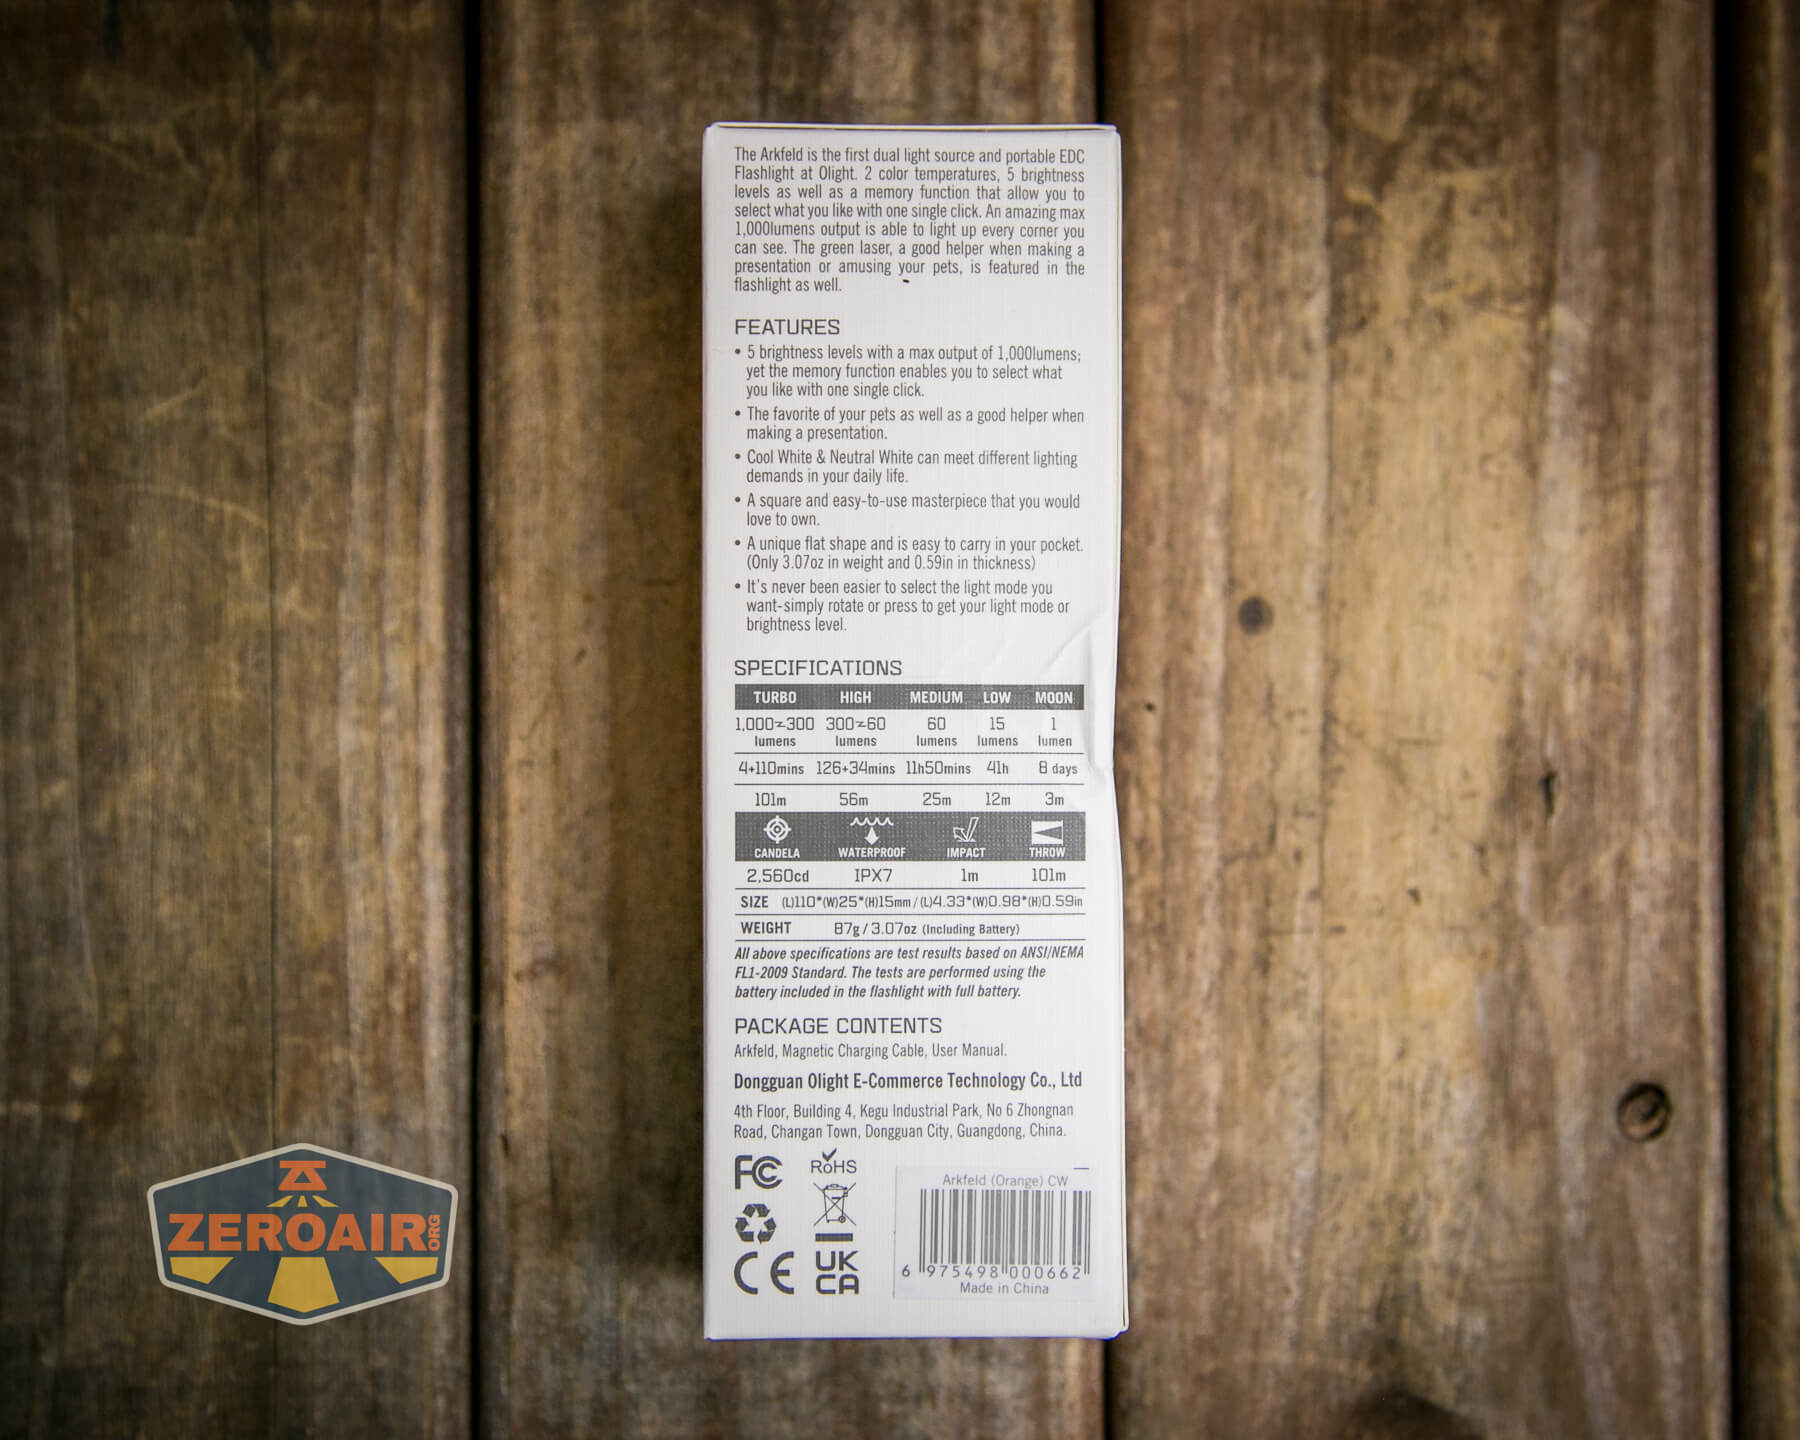 The Arkfeld is the first dual light source and portable EDC
Flashlight at Olight. 2 color temperatures, 5 brightness
levels as well as a memory function that allow you to
select what you like with one single click. An amazing max
1,000lumens output is able to light up every corner you
can see. The green laser, a good helper when making a
presentation or amusing your pets, is featured in the
flashlight as well.
FEATURES
• 5 brightness levels with a max output of 1,000lumens;
yet the memory function enables you to select what
you like with one single click.
• The favorite of your pets as well as a good helper when
making a presentation.
• Cool White & Neutral White can meet different lighting
demands in your daily life.
• A square and easy-to-use masterpiece that you would
love to own.
• A unique flat shape and is easy to carry in your pocket.
(Only 3.07oz in weight and 0.59in in thickness)
• It's never been easier to select the light mode you
want-simply rotate or press to get your light mode or
brightness level.
SPECIFICATIONS
TURBO HIGH MEDIUM LOW MOON
1,000~300 300~60 60 15 1
lumens lumens lumens lumens lumen
4+110mins 126+34mins 11h50mins 41h 8 days
101m 56m 25m 12m 3m
CANDELA WATERPROOF IMPACT THROW
2,560cd IPX7 1m 101m
SIZE (L)110*(W)25*(H)15mm / (L)4.33*(W)0.98*(H)0.59in
WEIGHT 87g / 3.07oz (Including Battery)
All above specifications are test results based on ANSI/NEMA
FL1-2009 Standard. The tests are performed using the
battery included in the flashlight with full battery.
PACKAGE CONTENTS
Arkfeld, Magnetic Charging Cable, User Manual.
Dongguan Olight E-Commerce Technology Co., Ltd
4th Floor, Building 4, Kegu Industrial Park, No 6 Zhongnan
Road, Changan Town, Dongguan City, Guangdong, China.
FC RoHS
CE UK
CA
Arkfeld (Orange) CW
6 975498 000662
Made in China
ZEROAIR.ORG